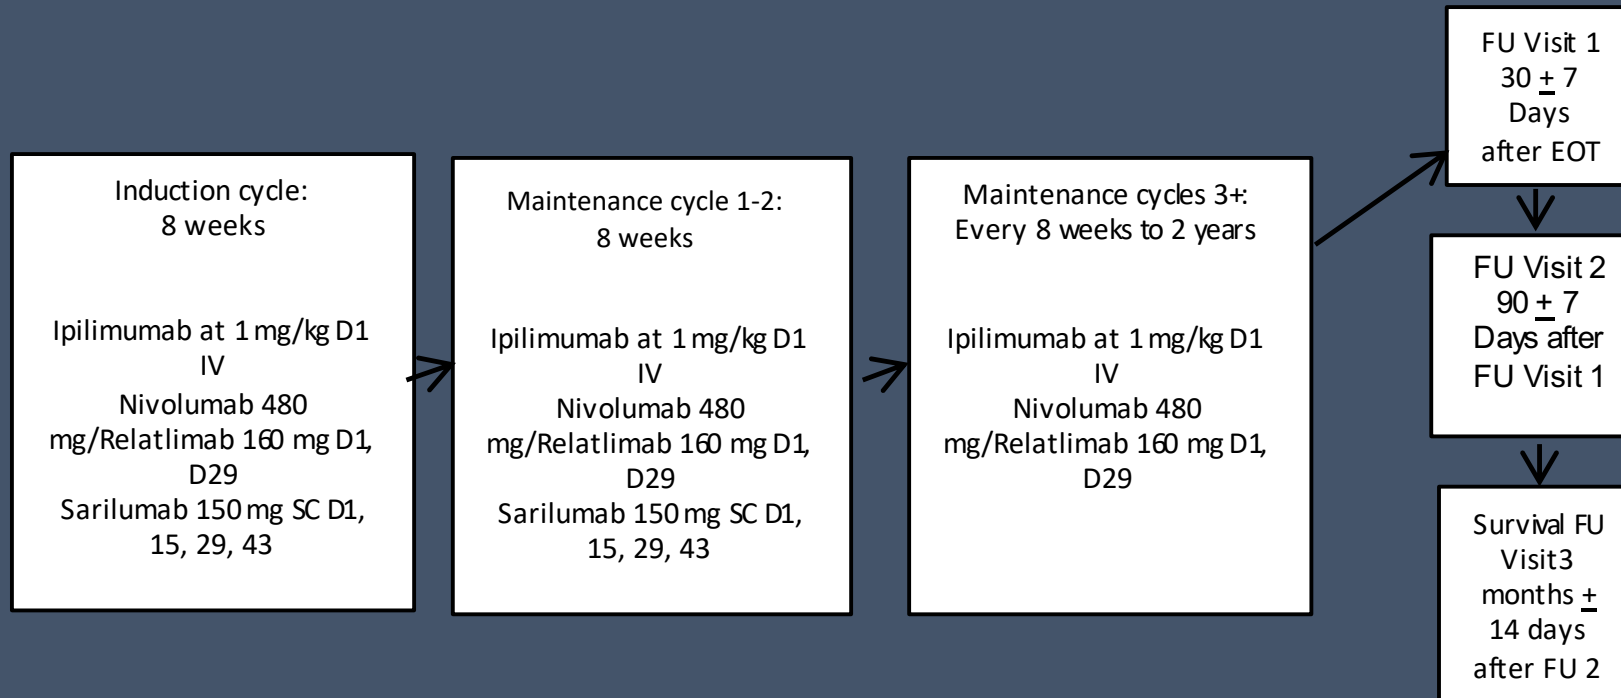 Induction cycle:
8 weeks
Ipilimumab at 1 mg/kg D1
IV
Nivolumab 480
mg/Relatlimab 160 mg D1,
D29
Sarilumab 150 mg SC D1,
15, 29, 43
Maintenance cycle 1-2:
8 weeks
Ipilimumab at 1 mg/kg D1
IV
Nivolumab 480
mg/Relatlimab 160 mg D1,
D29
Sarilumab 150 mg SC D1,
15, 29, 43
Maintenance cycles 3+:
Every 8 weeks to 2 years
Ipilimumab at 1 mg/kg D1
IV
Nivolumab 480
mg/Relatlimab 160 mg D1,
D29
FU Visit 1
30 ± 7
Days
after EOT
FU Visit 2
90 ± 7
Days after
FU Visit 1
Survival FU
Visit3
months ±
14 days
after FU 2